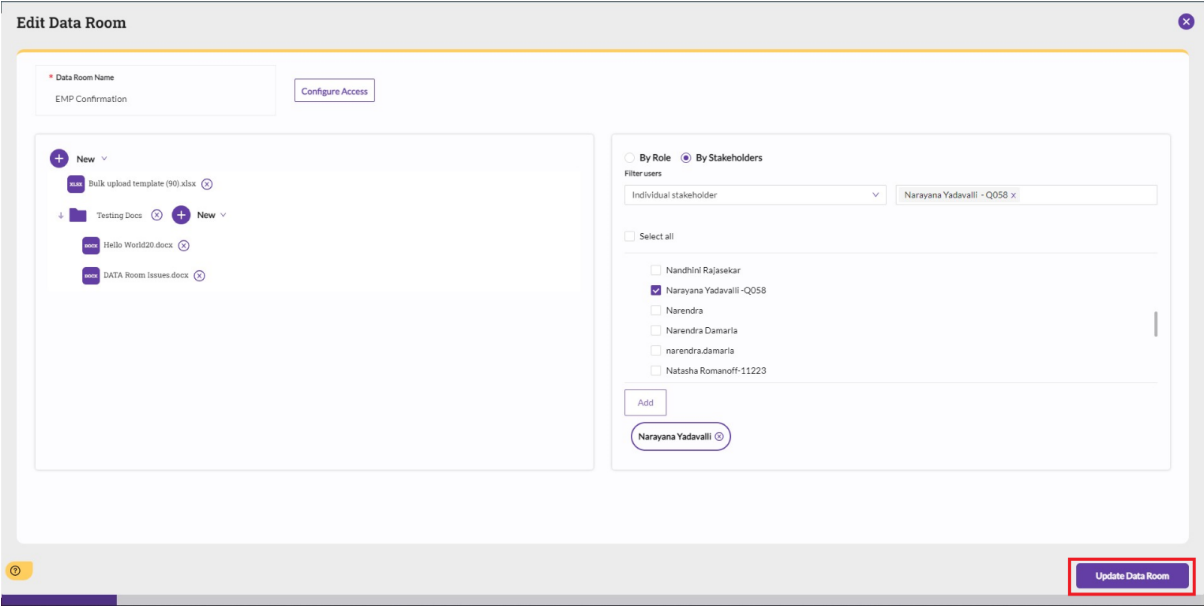 Edit Data Room
* Data Room Name
EMP Confirmation
Configure Access
New
XLSX Bulk upload template (90).xlsx
Testing Docs
New
DOCX Hello World20.docx
DOCX DATA Room Issues.docx
By Role By Stakeholders
Filter users
Individual stakeholder
Narayana Yadavalli - Q058 ×
Select all
Nandhini Rajasekar
Narayana Yadavalli -Q058
Narendra
Narendra Damarla
narendra.damarla
Natasha Romanoff-11223
Add
Narayana Yadavalli
Update Data Room